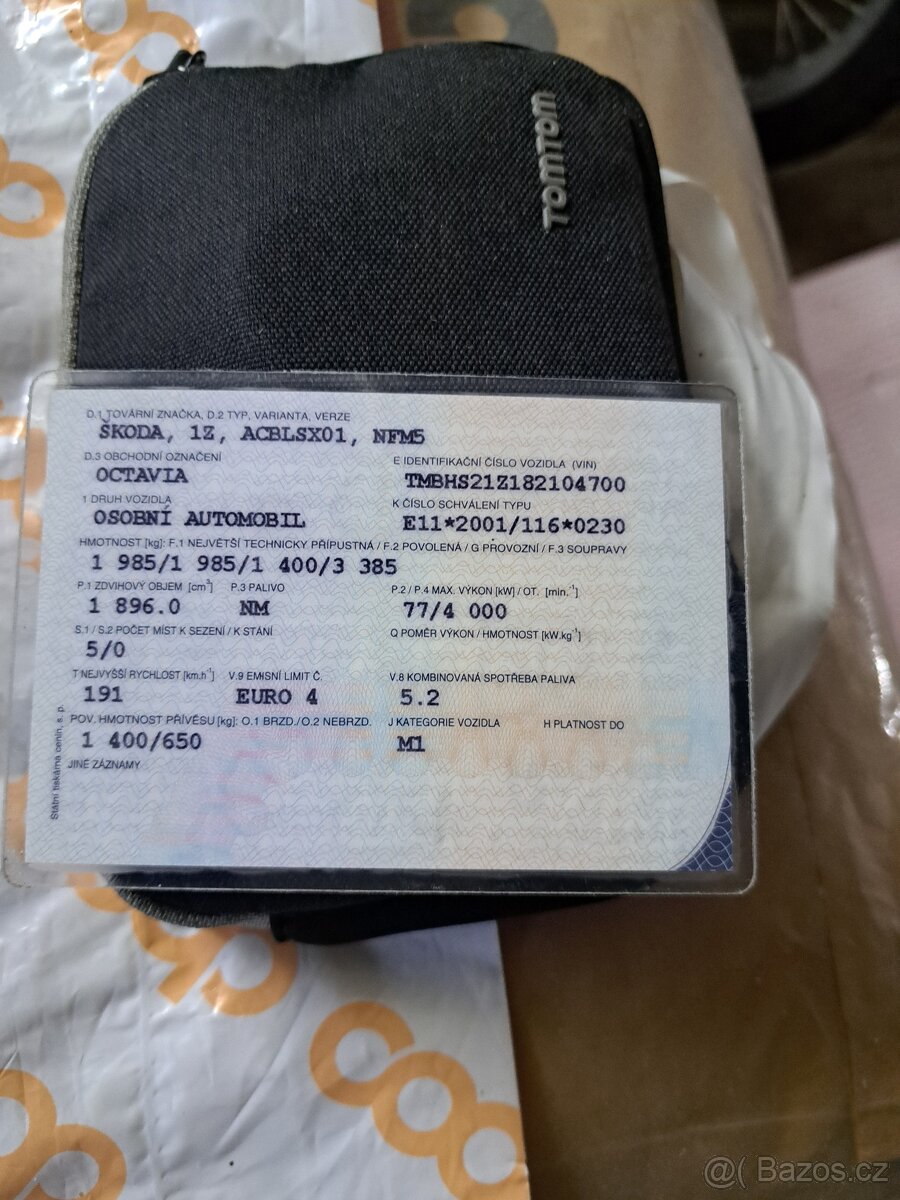 TOMTOM
D.1 TOVÁRNÍ ZNAČKA, D.2 TYP, VARIANTA, VERZE
ŠKODA, 1Z, ACBLSX01, NFM5
D.3 OBCHODNÍ OZNAČENÍ E IDENTIFIKAČNÍ ČÍSLO VOZIDLA (VIN)
OCTAVIA TMBHS21Z182104700
1 DRUH VOZIDLA K ČÍSLO SCHVÁLENÍ TYPU
OSOBNÍ AUTOMOBIL E11*2001/116*0230
HMOTNOST [kg]: F.1 NEJVĚTŠÍ TECHNICKY PŘÍPUSTNÁ / F.2 POVOLENÁ / G PROVOZNÍ / F.3 SOUPRAVY
1 985/1 985/1 400/3 385
P.1 ZDVIHOVÝ OBJEM [cm³] P.3 PALIVO P.2 / P.4 MAX. VÝKON [kW] / OT. [min.⁻¹]
1 896.0 NM 77/4 000
S.1 / S.2 POČET MÍST K SEZENÍ / K STÁNÍ Q POMĚR VÝKON / HMOTNOST [kW.kg⁻¹]
5/0
T NEJVYŠŠÍ RYCHLOST [km.h⁻¹] V.9 EMISNÍ LIMIT Č. V.8 KOMBINOVANÁ SPOTŘEBA PALIVA
191 EURO 4 5.2
POV. HMOTNOST PŘÍVĚSU [kg]: O.1 BRZD./O.2 NEBRZD. J KATEGORIE VOZIDLA H PLATNOST DO
1 400/650 M1
JINÉ ZÁZNAMY
Státní tiskárna cenin, s. p.
coop
@( Bazos.cz